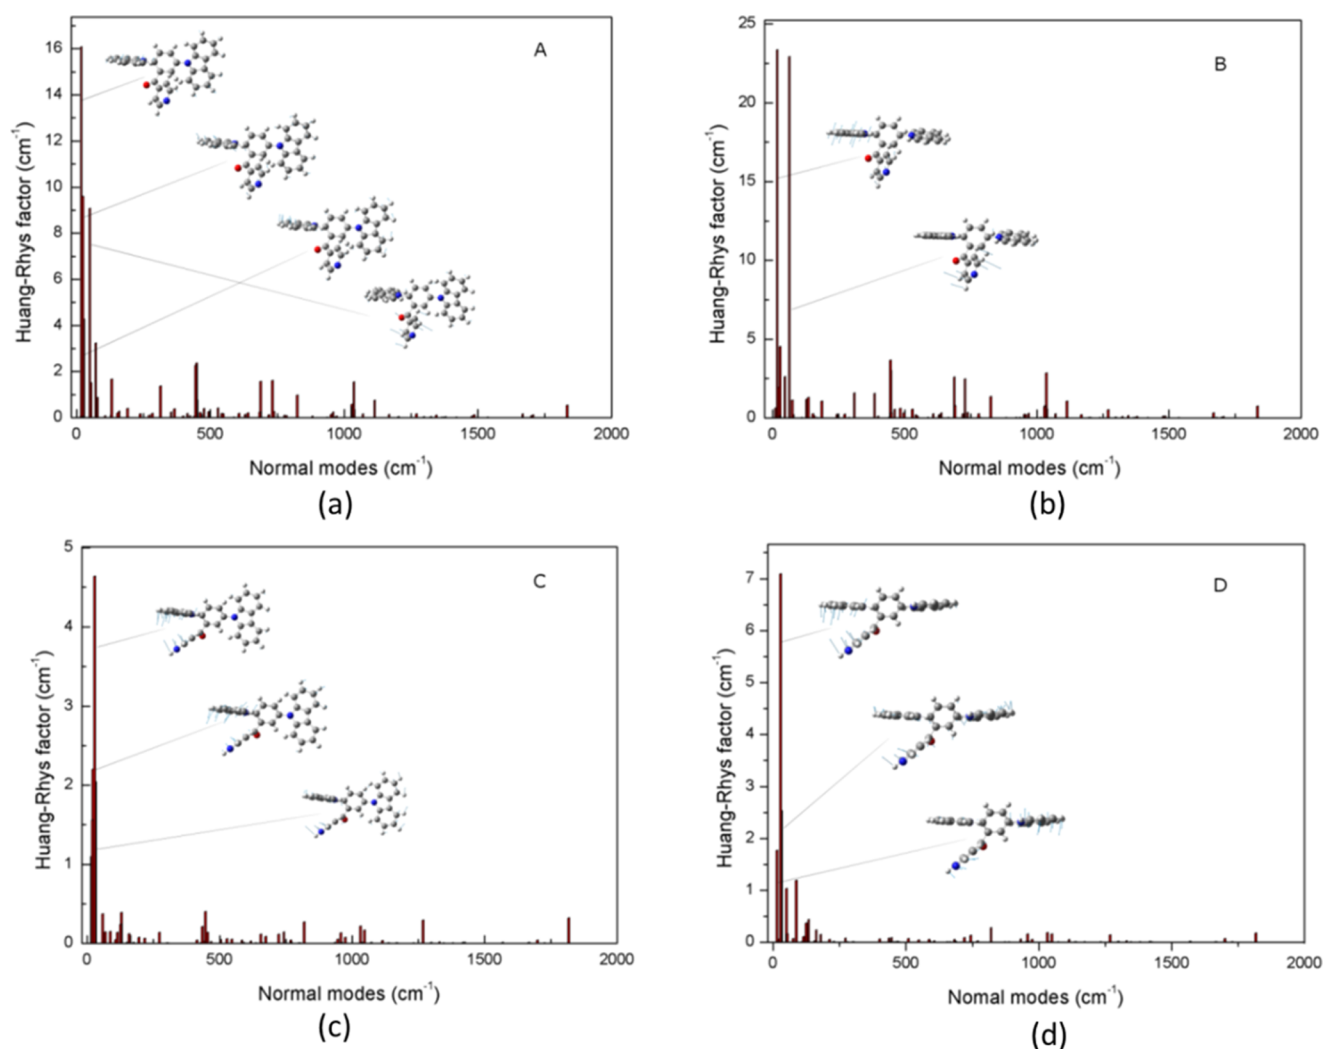 A
Huang-Rhys factor (cm⁻¹)
16
14
12
10
8
6
4
2
0
0 500 1000 1500 2000
Normal modes (cm⁻¹)
(a)
B
Huang-Rhys factor (cm⁻¹)
25
20
15
10
5
0
0 500 1000 1500 2000
Normal modes (cm⁻¹)
(b)
C
Huang-Rhys factor (cm⁻¹)
5
4
3
2
1
0
0 500 1000 1500 2000
Normal modes (cm⁻¹)
(c)
D
Huang-Rhys factor (cm⁻¹)
7
6
5
4
3
2
1
0
0 500 1000 1500 2000
Nomal modes (cm⁻¹)
(d)